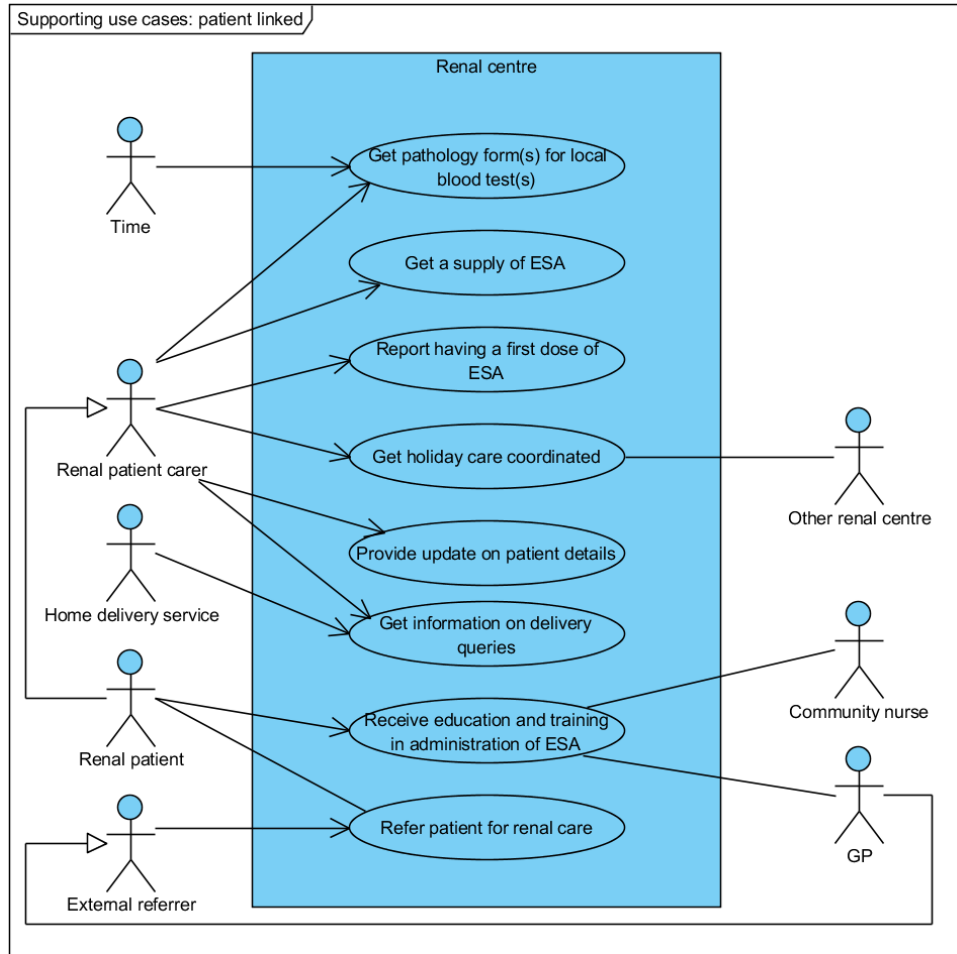 Supporting use cases: patient linked
Renal centre
Time
Get pathology form(s) for local
blood test(s)
Get a supply of ESA
Report having a first dose of
ESA
Renal patient carer
Get holiday care coordinated
Other renal centre
Provide update on patient details
Home delivery service
Get information on delivery
queries
Community nurse
Renal patient
Receive education and training
in administration of ESA
Refer patient for renal care
GP
External referrer